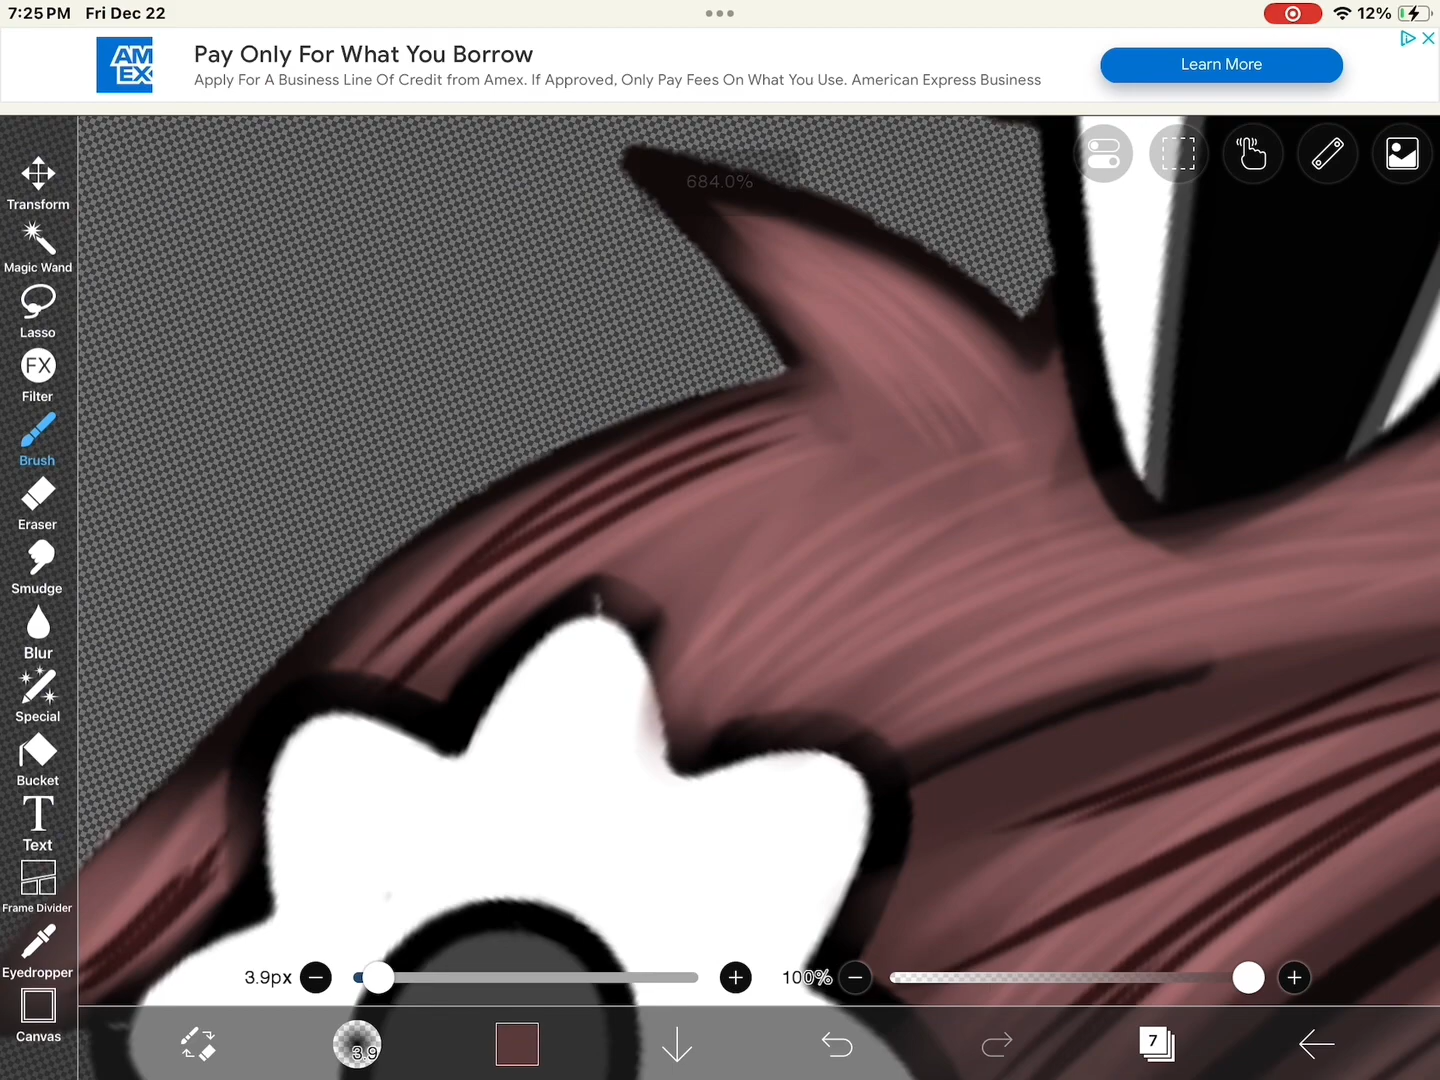 7:25 PM Fri Dec 22
12%
AM
EX
Pay Only For What You Borrow
Apply For A Business Line Of Credit from Amex. If Approved, Only Pay Fees On What You Use. American Express Business
Learn More
684.0%
Transform
Magic Wand
Lasso
FX
Filter
Brush
Eraser
Smudge
Blur
Special
Bucket
T
Text
Frame Divider
Eyedropper
Canvas
3.9px
100%
3.9
7